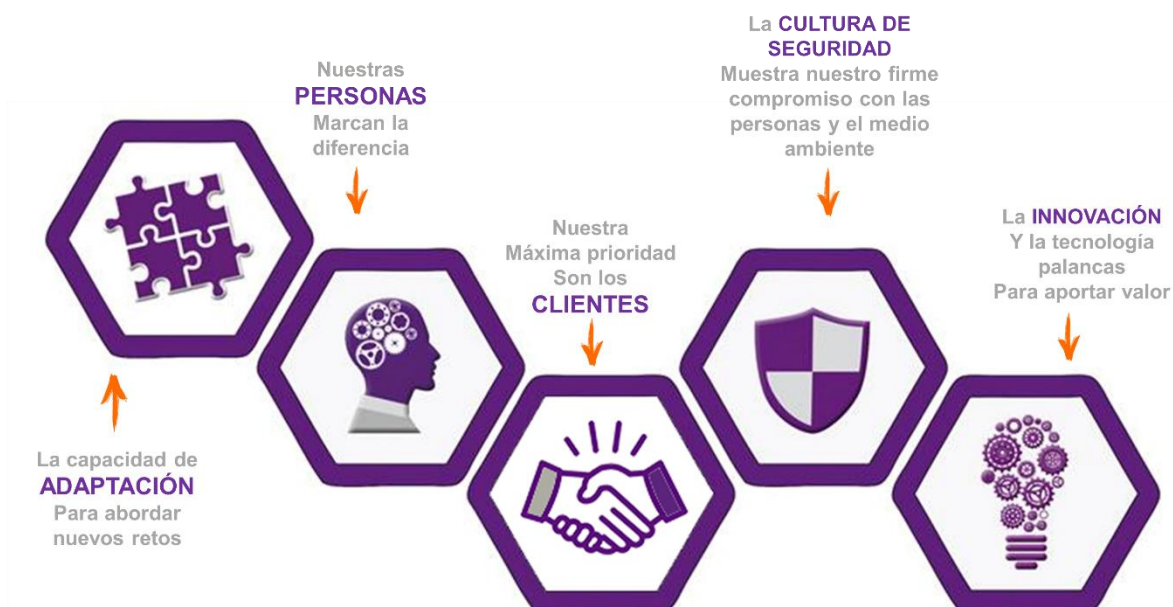 La capacidad de
ADAPTACIÓN
Para abordar
nuevos retos
Nuestras
PERSONAS
Marcan la
diferencia
Nuestra
Máxima prioridad
Son los
CLIENTES
La CULTURA DE
SEGURIDAD
Muestra nuestro firme
compromiso con las
personas y el medio
ambiente
La INNOVACIÓN
Y la tecnología
palancas
Para aportar valor